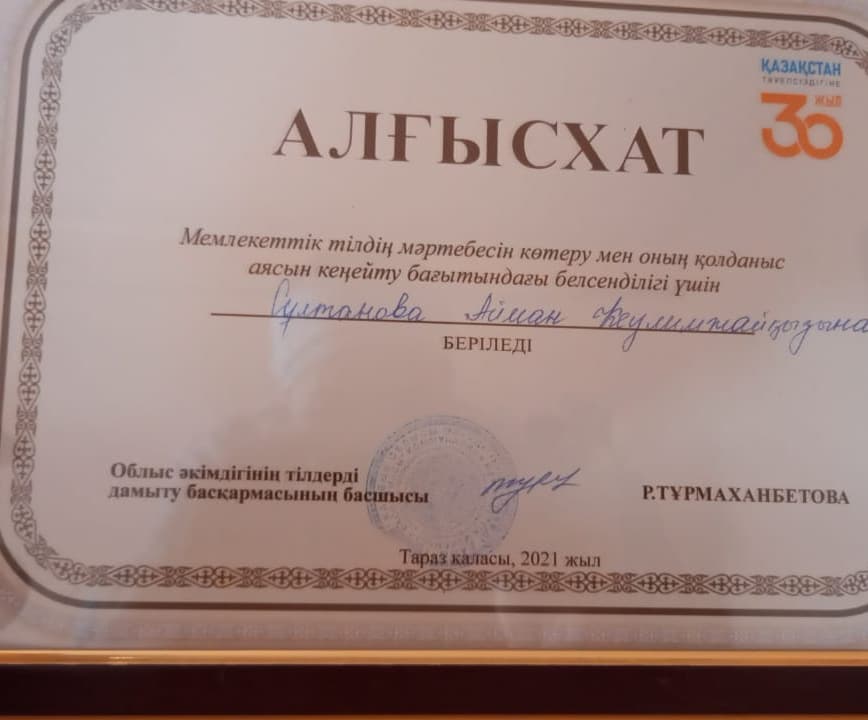 ҚАЗАҚСТАН
ТӘУЕЛСІЗДІГІНЕ
30 ЖЫЛ
АЛҒЫСХАТ
Мемлекеттік тілдің мәртебесін көтеру мен оның қолданыс
аясын кеңейту бағытындағы белсенділігі үшін
Сұлтанова Айман
БЕРІЛЕДІ
Облыс әкімдігінің тілдерді
дамыту басқармасының басшысы
Р.ТҰРМАХАНБЕТОВА
Тараз қаласы, 2021 жыл